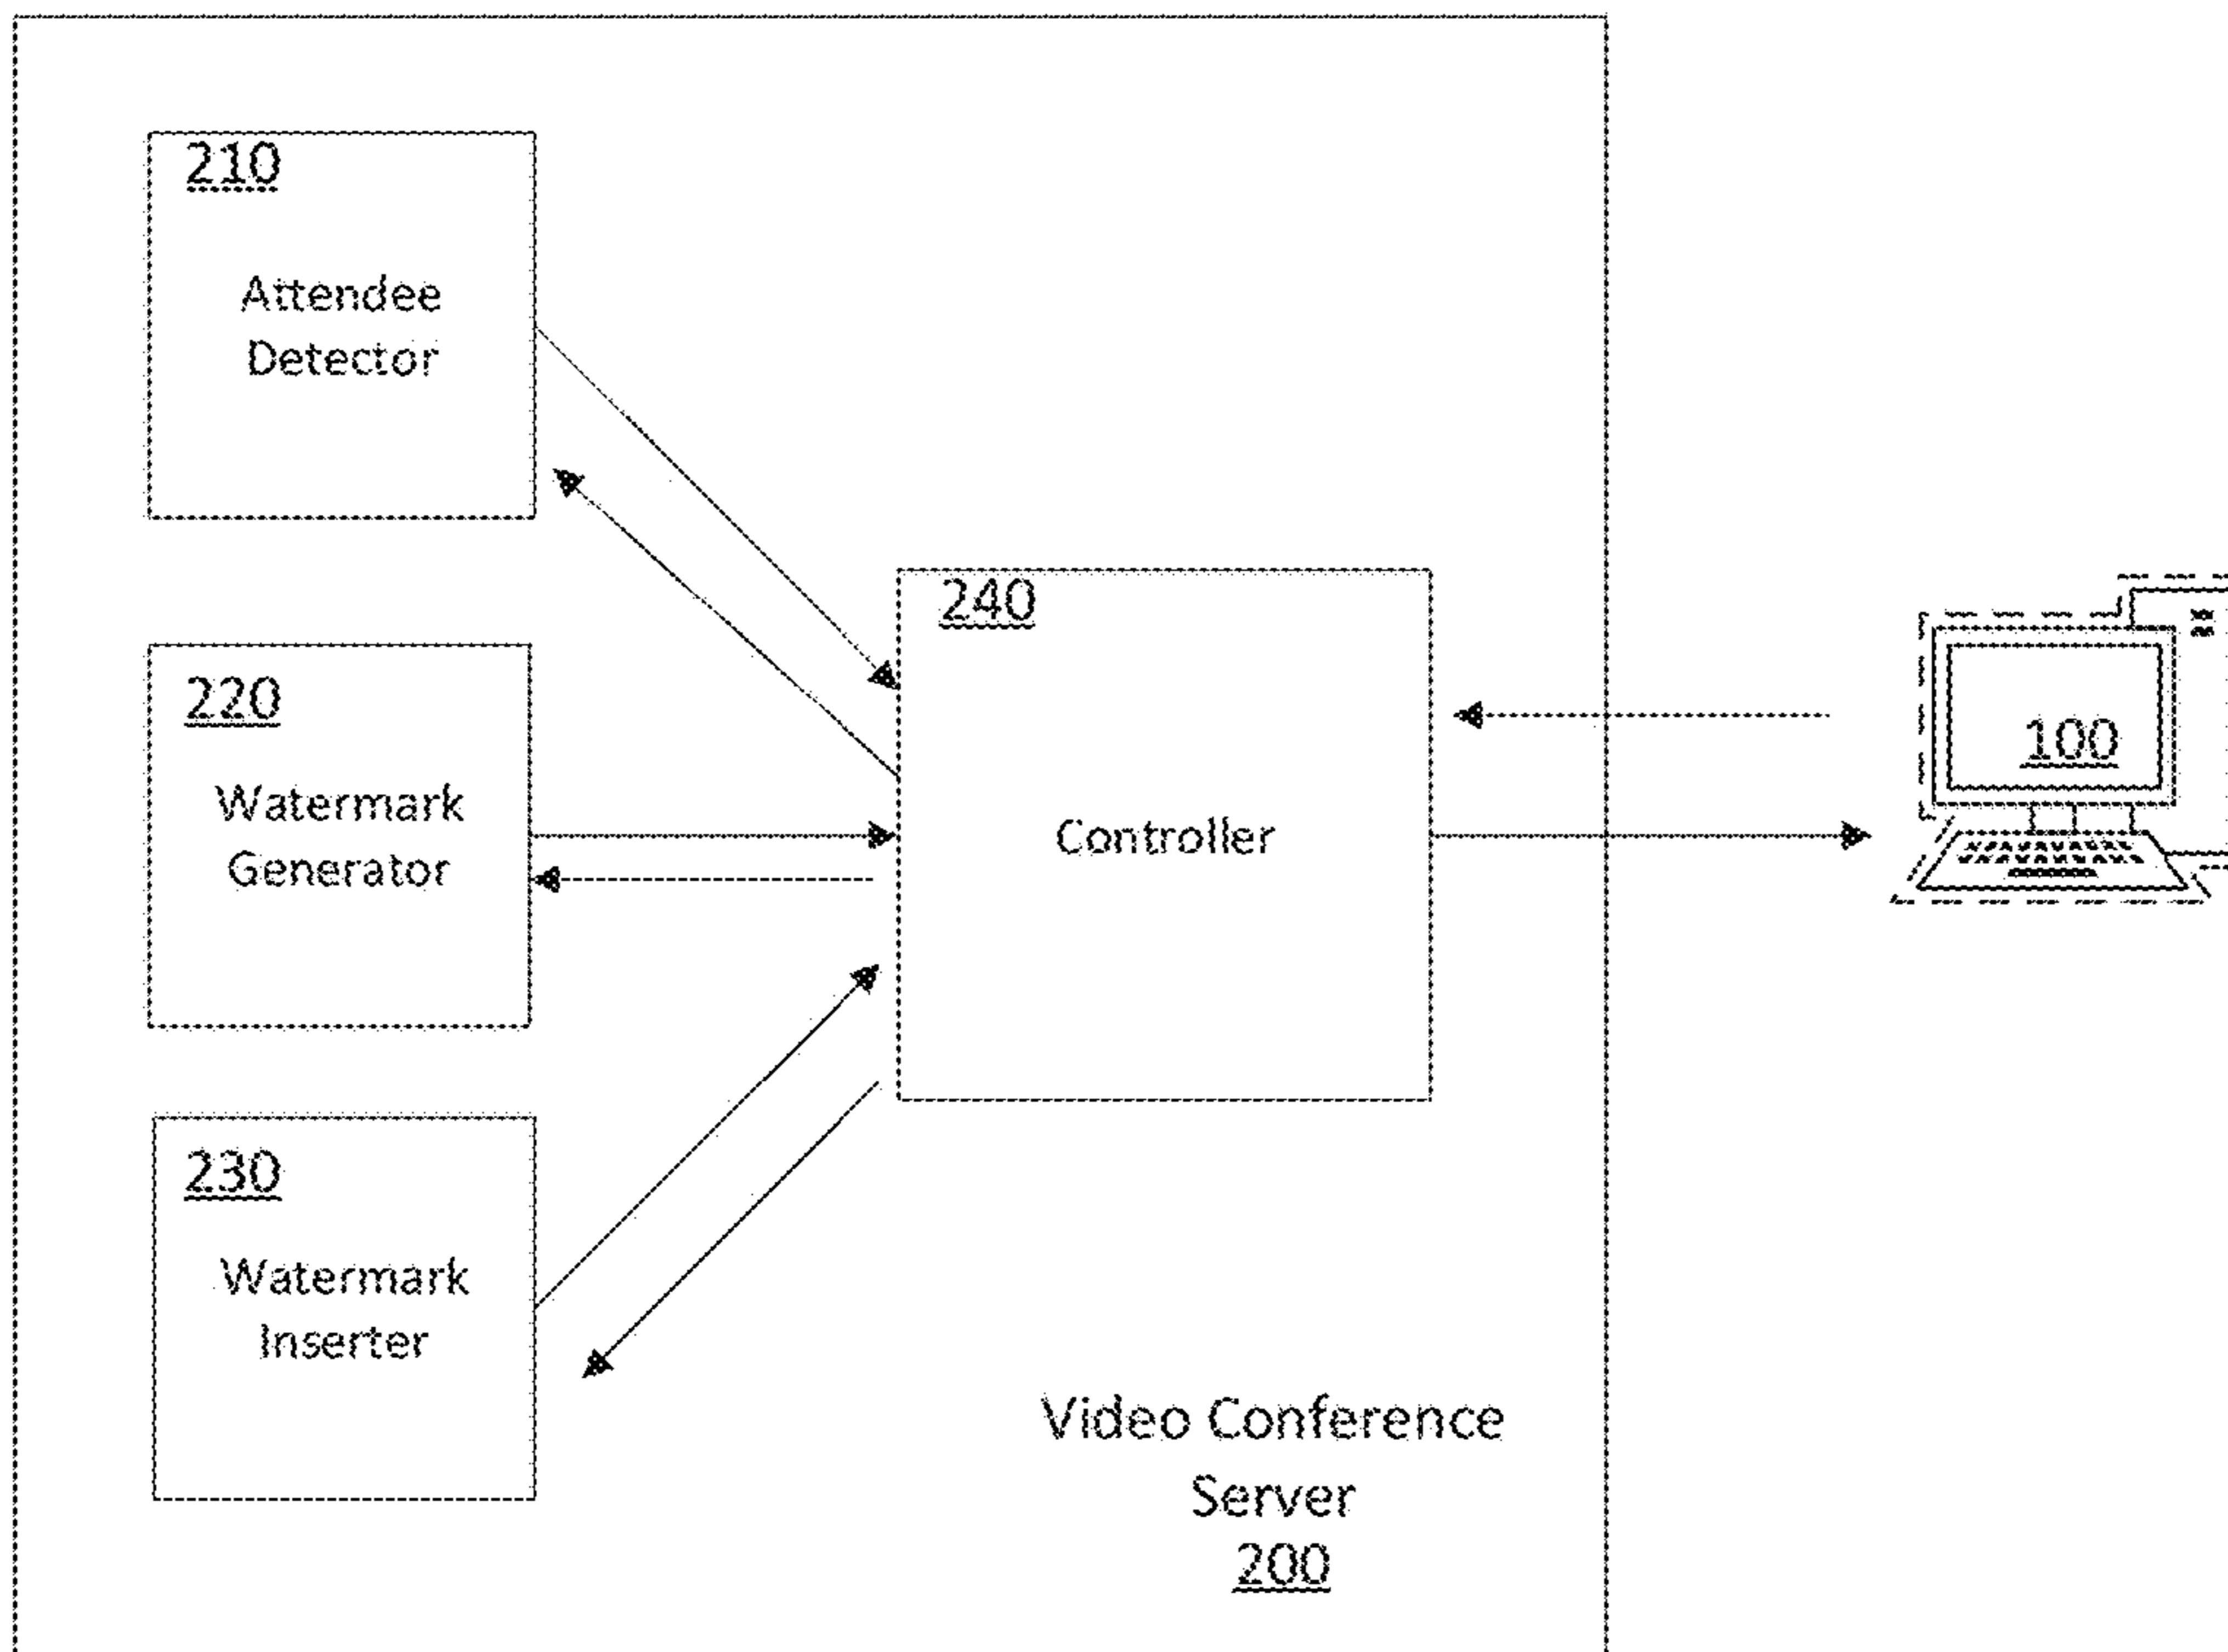 210
Attendee
Detector
220
Watermark
Generator
230
Watermark
Inserter
240
Controller
100
Video Conference
Server
200